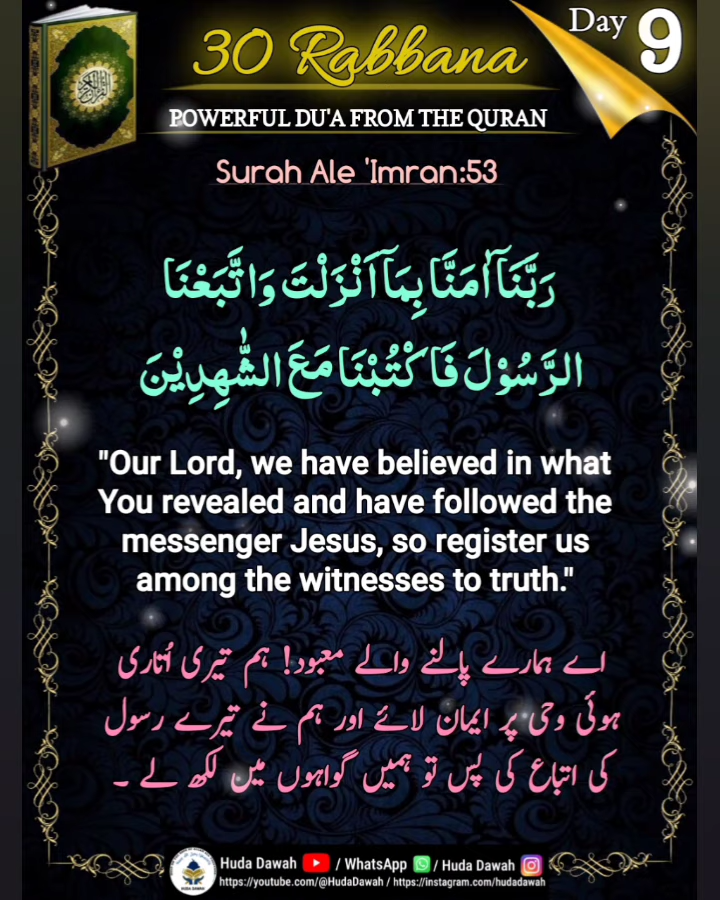 30 Rabbana
Day 9
POWERFUL DU'A FROM THE QURAN
Surah Ale 'Imran:53
رَبَّنَاۤ اٰمَنَّا بِمَاۤ اَنْزَلْتَ وَاتَّبَعْنَا
الرَّسُوْلَ فَاكْتُبْنَا مَعَ الشّٰهِدِيْنَ
"Our Lord, we have believed in what
You revealed and have followed the
messenger Jesus, so register us
among the witnesses to truth."
اے ہمارے پالنے والے معبود! ہم تیری اُتاری
ہوئی وحی پر ایمان لائے اور ہم نے تیرے رسول
کی اتباع کی پس تو ہمیں گواہوں میں لکھ لے ۔
Huda Dawah / WhatsApp / Huda Dawah
https://youtube.com/@HudaDawah / https://instagram.com/hudadawah
HUDA DAWAH